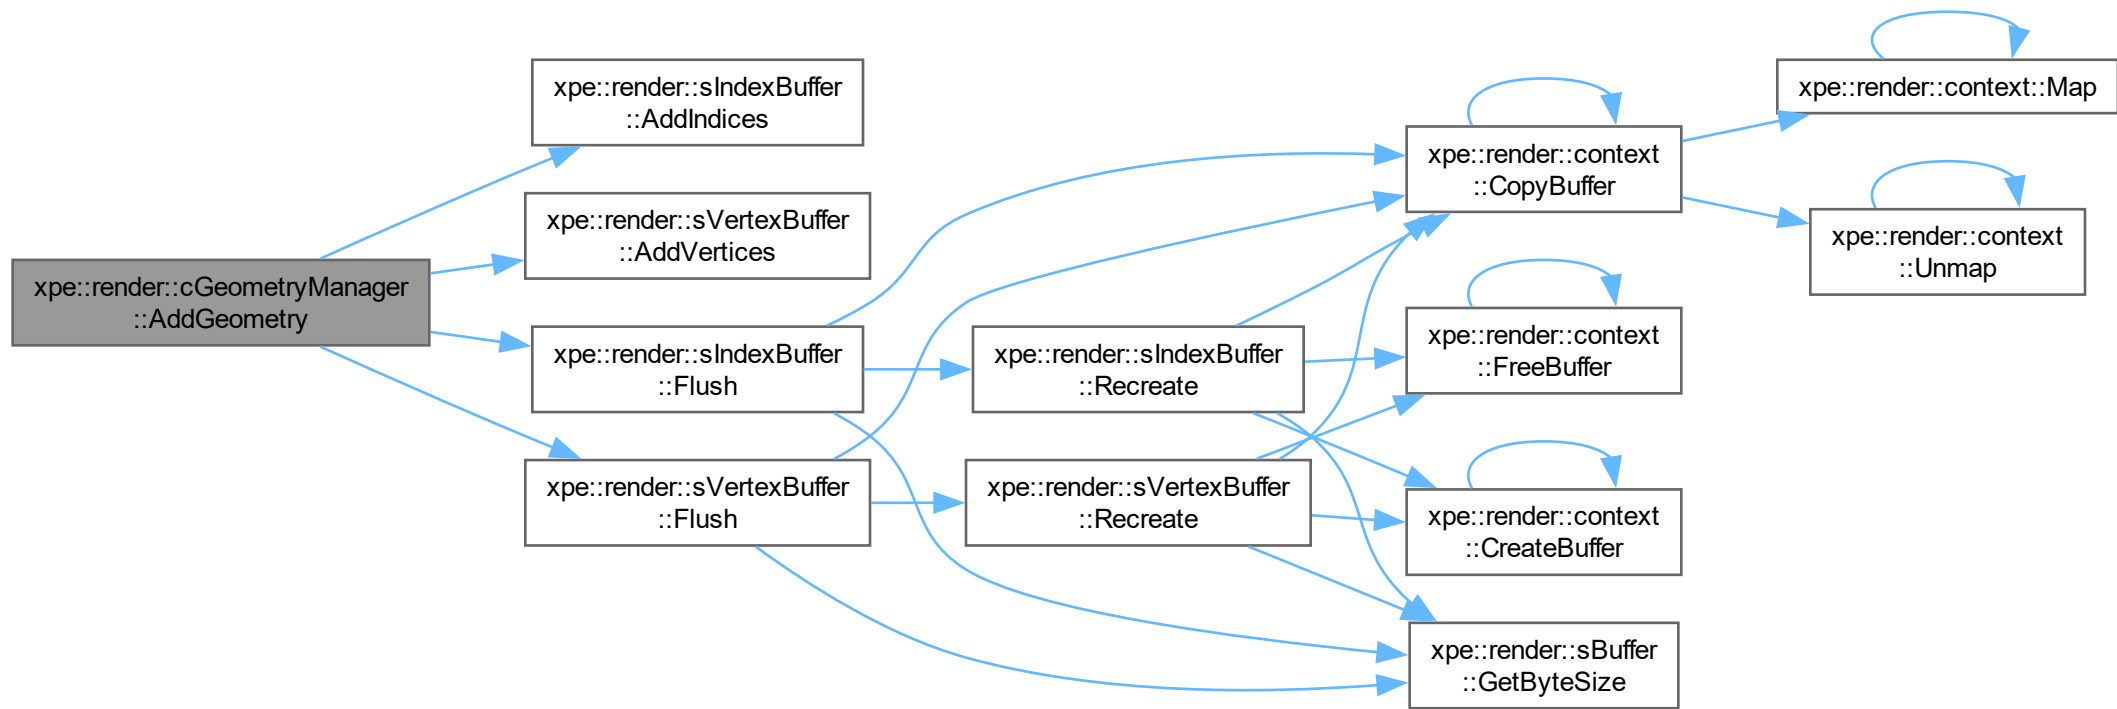 xpe::render::cGeometryManager
::AddGeometry
xpe::render::sIndexBuffer
::AddIndices
xpe::render::sVertexBuffer
::AddVertices
xpe::render::sIndexBuffer
::Flush
xpe::render::sVertexBuffer
::Flush
xpe::render::sIndexBuffer
::Recreate
xpe::render::sVertexBuffer
::Recreate
xpe::render::context
::CopyBuffer
xpe::render::context
::FreeBuffer
xpe::render::context
::CreateBuffer
xpe::render::sBuffer
::GetByteSize
xpe::render::context::Map
xpe::render::context
::Unmap